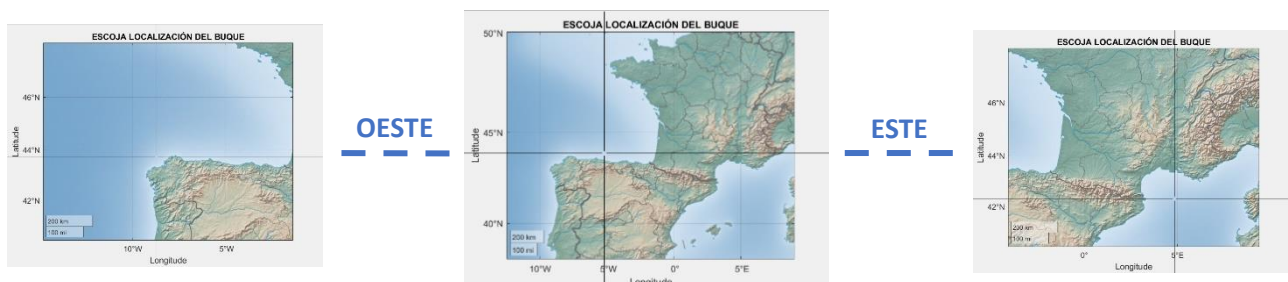 ESCOJA LOCALIZACIÓN DEL BUQUE
46°N
44°N
42°N
Latitude
200 km
100 mi
10°W
5°W
Longitude
OESTE
ESCOJA LOCALIZACIÓN DEL BUQUE
50°N
45°N
40°N
Latitude
200 km
100 mi
10°W
5°W
0°
5°E
Longitude
ESTE
ESCOJA LOCALIZACIÓN DEL BUQUE
46°N
44°N
42°N
Latitude
200 km
100 mi
0°
5°E
Longitude